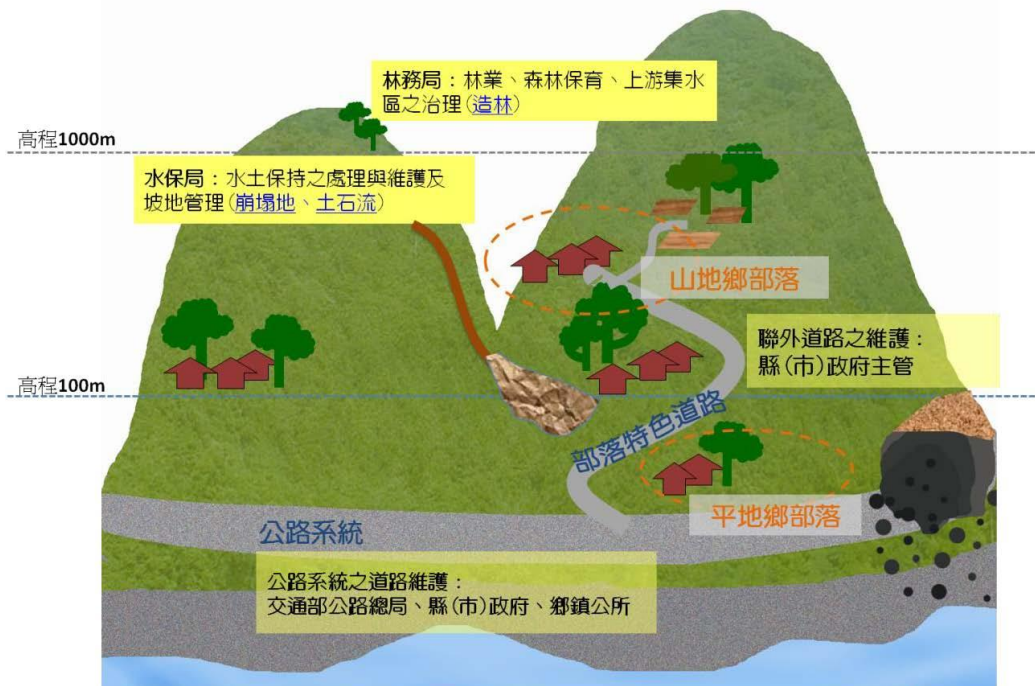 林務局：林業、森林保育、上游集水
區之治理(造林)
高程1000m
水保局：水土保持之處理與維護及
坡地管理(崩塌地、土石流)
山地鄉部落
聯外道路之維護：
縣(市)政府主管
高程100m
部落特色道路
平地鄉部落
公路系統
公路系統之道路維護：
交通部公路總局、縣(市)政府、鄉鎮公所